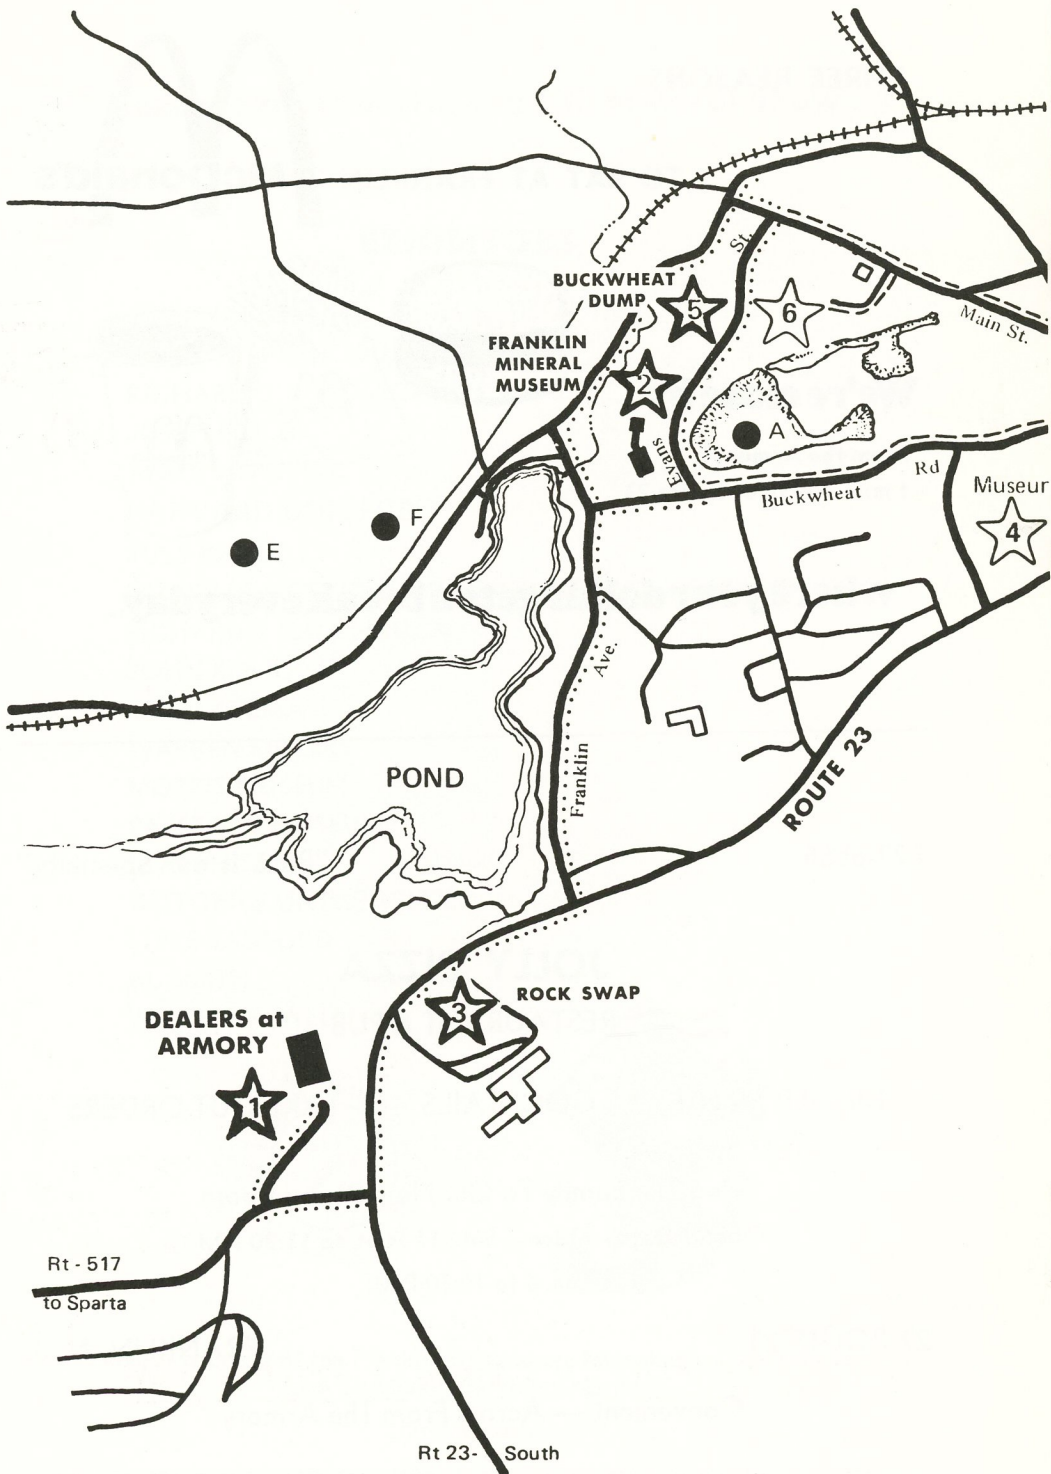 St.
BUCKWHEAT
DUMP
5
6
Main St.
FRANKLIN
MINERAL
MUSEUM
2
A
Evans
Rd
Buckwheat
Museum
4
F
E
Ave.
Franklin
POND
ROUTE 23
ROCK SWAP
3
DEALERS at
ARMORY
1
Rt - 517
to Sparta
Rt 23- South